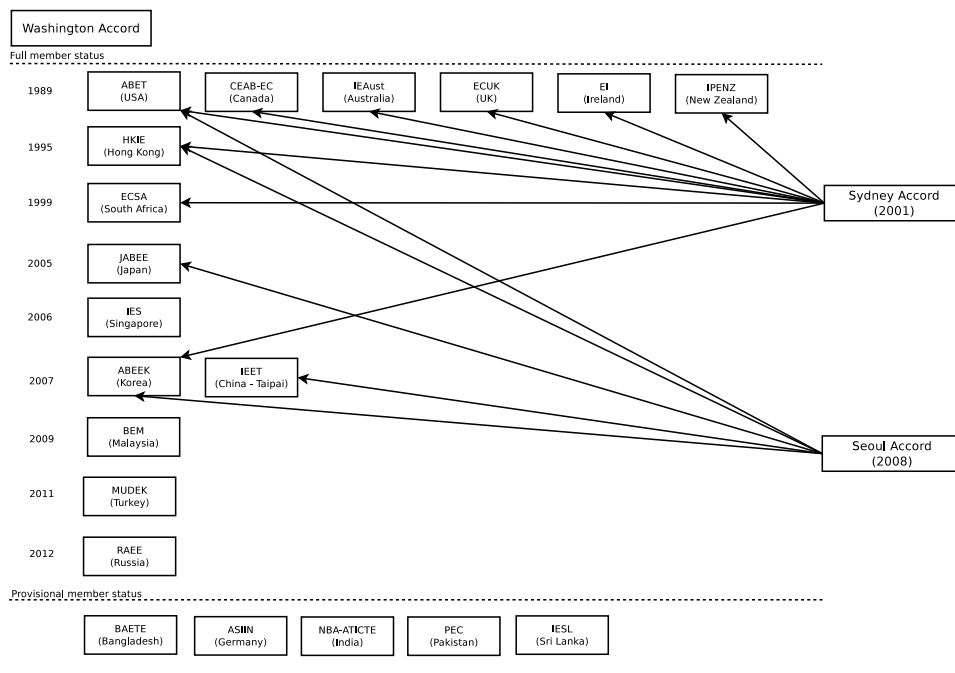 Washington Accord
Full member status
1989
ABET
(USA)
CEAB-EC
(Canada)
IEAust
(Australia)
ECUK
(UK)
EI
(Ireland)
IPENZ
(New Zealand)
1995
HKIE
(Hong Kong)
1999
ECSA
(South Africa)
Sydney Accord
(2001)
2005
JABEE
(Japan)
2006
IES
(Singapore)
2007
ABEEK
(Korea)
IEET
(China - Taipai)
2009
BEM
(Malaysia)
Seoul Accord
(2008)
2011
MUDEK
(Turkey)
2012
RAEE
(Russia)
Provisional member status
BAETE
(Bangladesh)
ASIIN
(Germany)
NBA-ATICTE
(India)
PEC
(Pakistan)
IESL
(Sri Lanka)